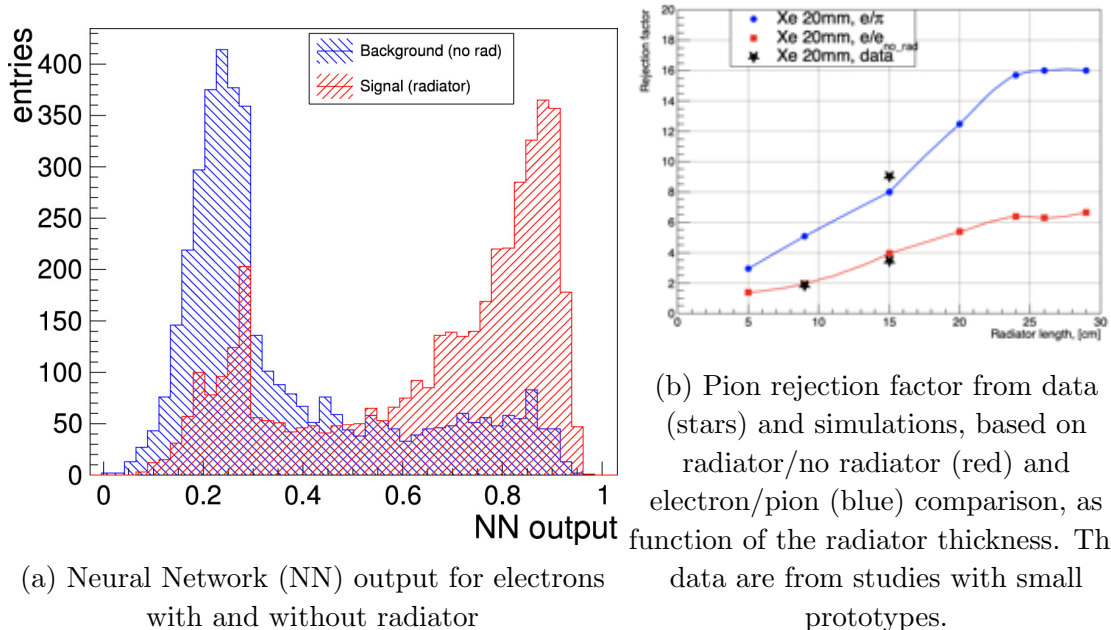 entries
400
350
300
250
200
150
100
50
0
Background (no rad)
Signal (radiator)
0 0.2 0.4 0.6 0.8 1
NN output
(a) Neural Network (NN) output for electrons
with and without radiator
Rejection factor
20
18
16
14
12
10
8
6
4
2
0
Xe 20mm, e/π
Xe 20mm, e/e no_rad
Xe 20mm, data
0 5 10 15 20 25 30
Radiator length, [cm]
(b) Pion rejection factor from data
(stars) and simulations, based on
radiator/no radiator (red) and
electron/pion (blue) comparison, as
function of the radiator thickness. Th
data are from studies with small
prototypes.